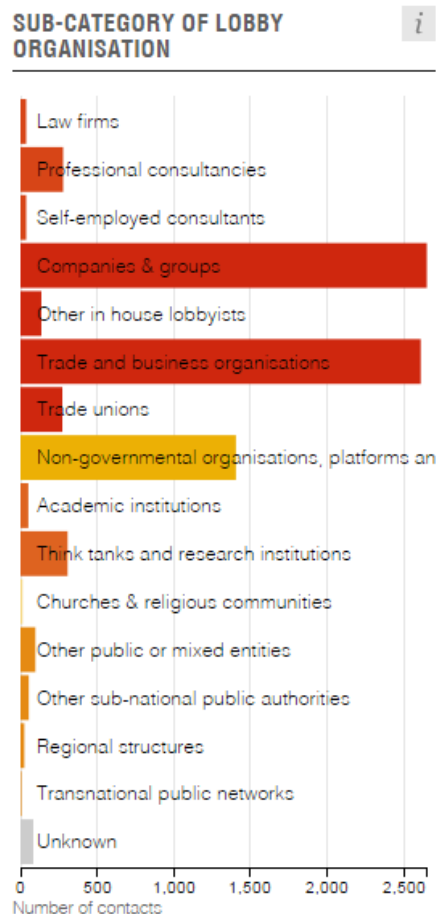 SUB-CATEGORY OF LOBBY
ORGANISATION
i
Law firms
Professional consultancies
Self-employed consultants
Companies & groups
Other in house lobbyists
Trade and business organisations
Trade unions
Non-governmental organisations, platforms an
Academic institutions
Think tanks and research institutions
Churches & religious communities
Other public or mixed entities
Other sub-national public authorities
Regional structures
Transnational public networks
Unknown
0 500 1,000 1,500 2,000 2,500
Number of contacts